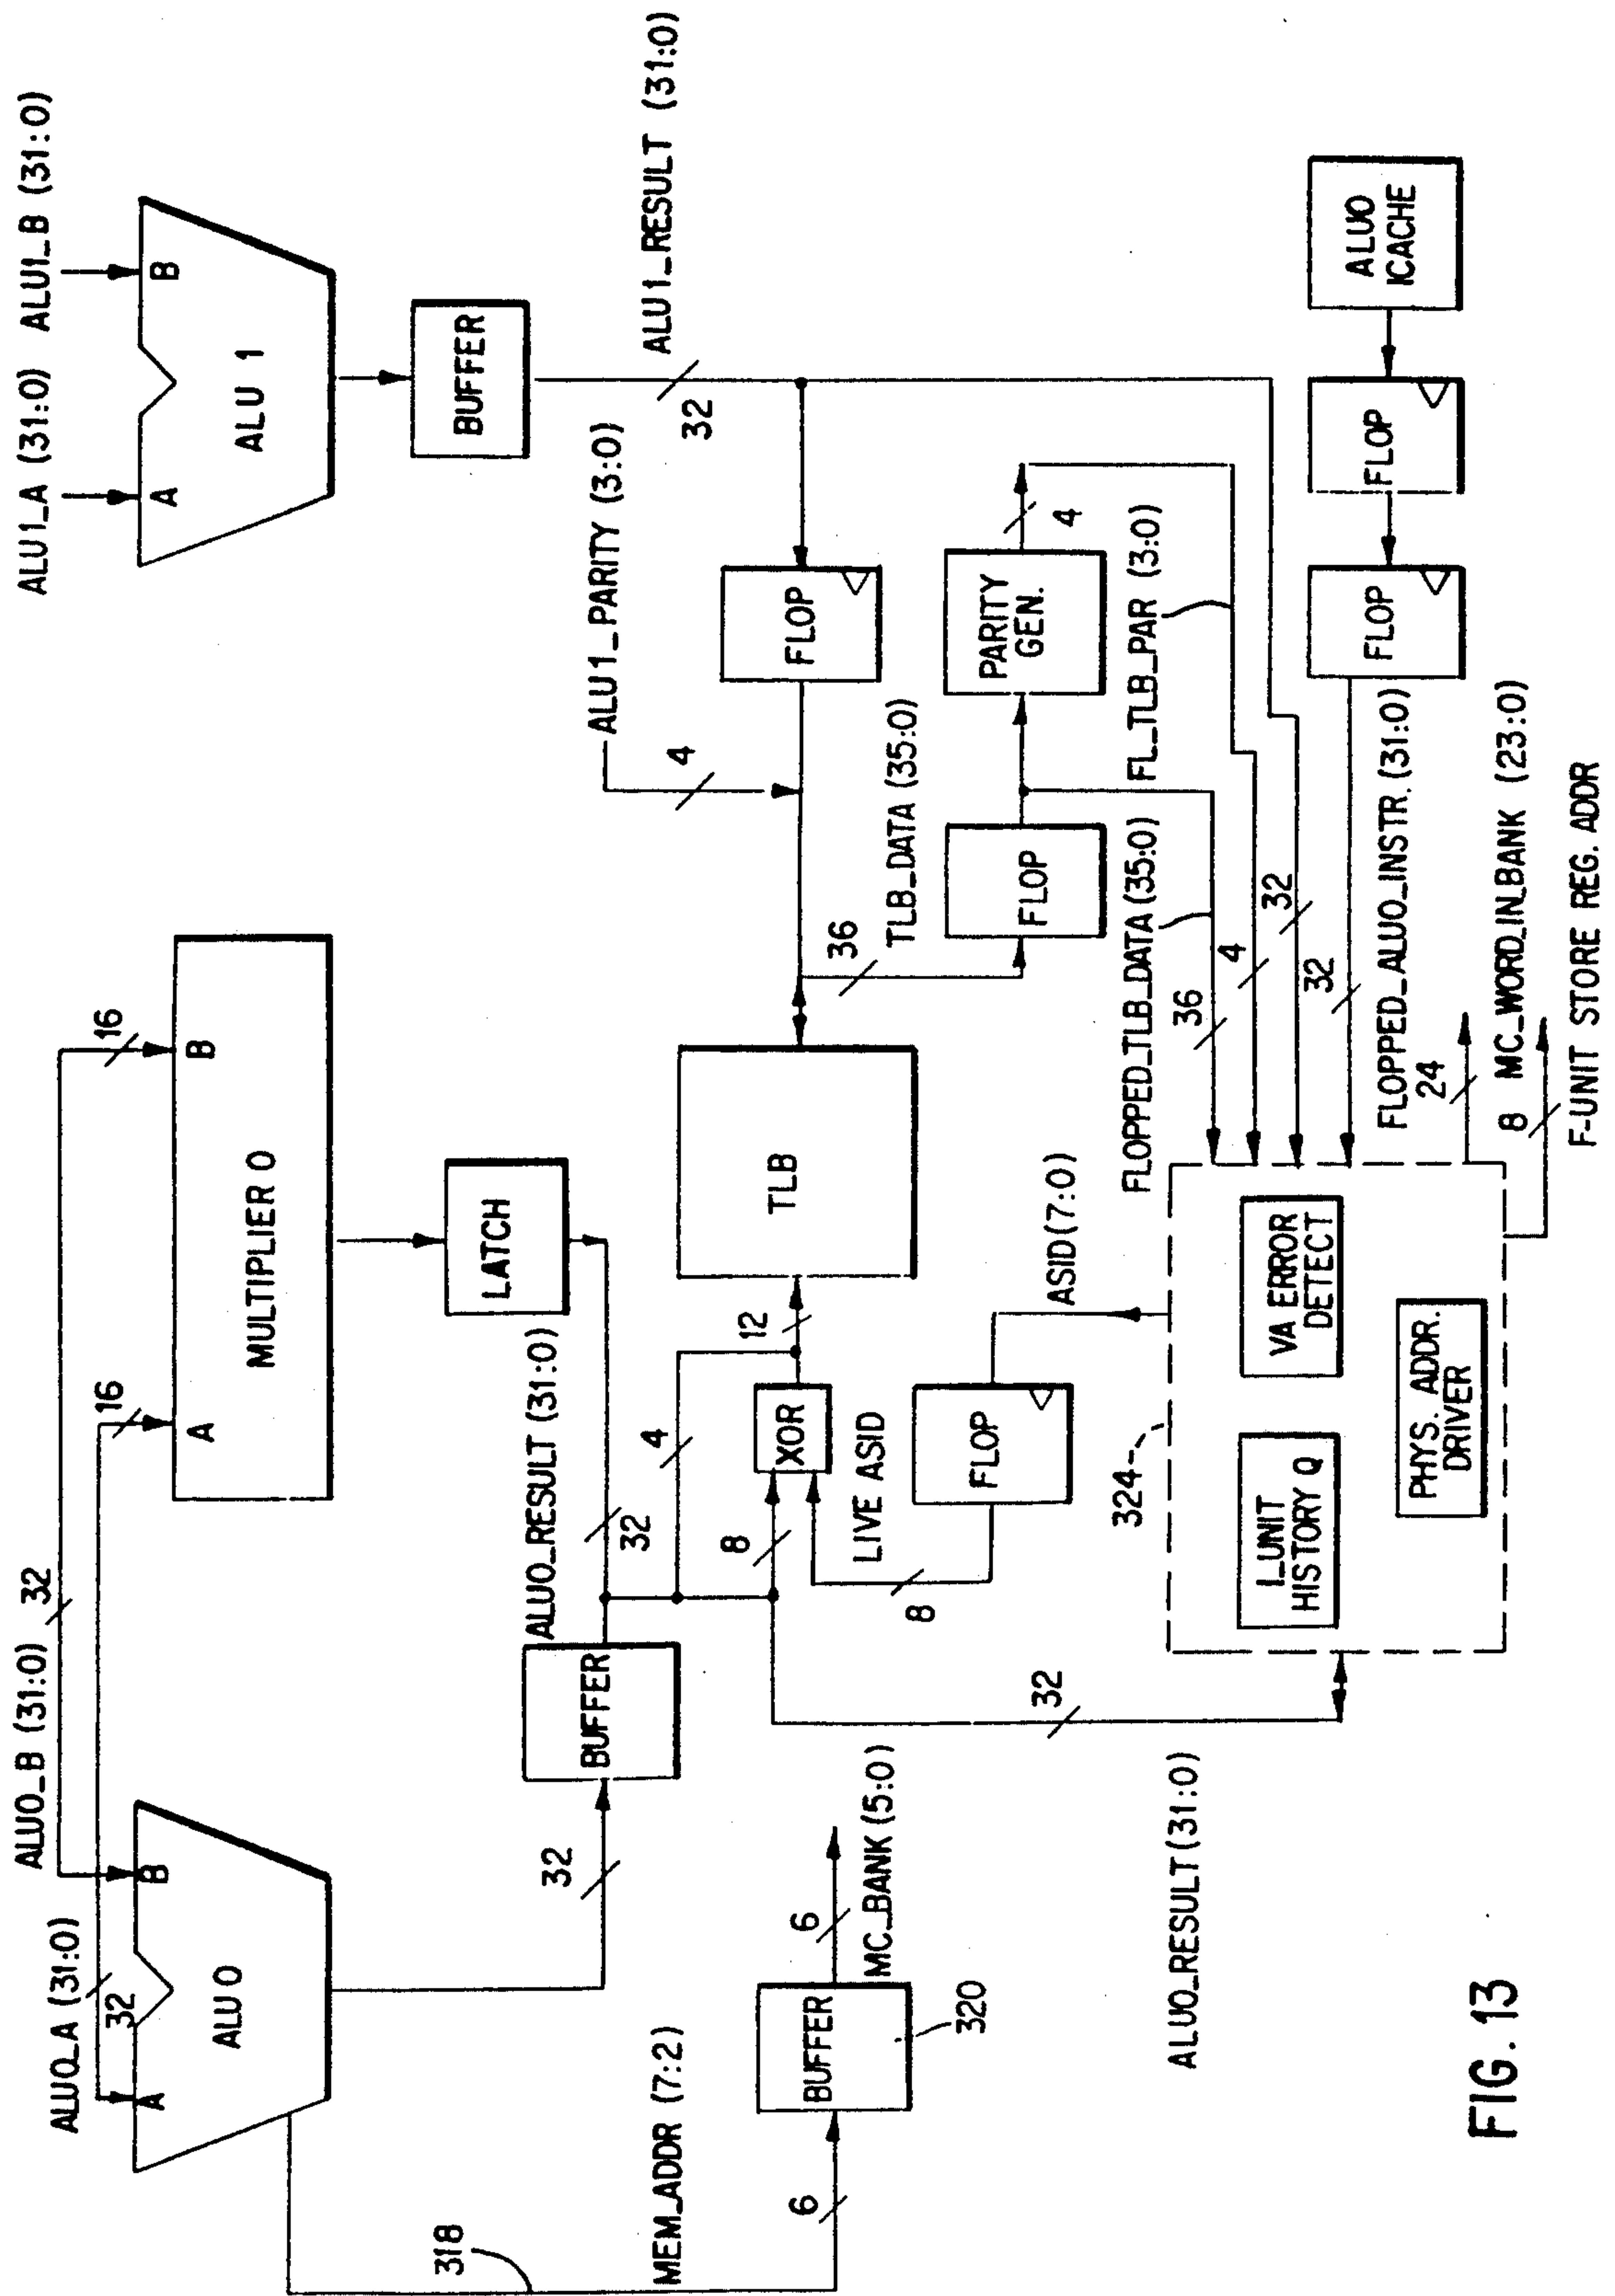 ALU0_A (31:0)
32
ALU0_B (31:0)
32
A
B
ALU 0
16
16
A
B
MULTIPLIER 0
ALU1_A (31:0)
ALU1_B (31:0)
A
B
ALU 1
318
MEM_ADDR (7:2)
6
BUFFER
320
6
MC_BANK (5:0)
32
BUFFER
ALU0_RESULT (31:0)
32
LATCH
BUFFER
32
ALU1_RESULT (31:0)
ALU1_PARITY (3:0)
4
FLOP
4
8
XOR
12
TLB
36
TLB_DATA (35:0)
LIVE ASID
8
FLOP
ASID (7:0)
FLOP
PARITY
GEN.
4
FLOPPED_TLB_DATA (35:0)
FL_TLB_PAR (3:0)
36
4
32
32
FLOP
FLOP
ALU0
ICACHE
FLOPPED_ALU0_INSTR. (31:0)
32
ALU0_RESULT (31:0)
324
I_UNIT
HISTORY Q
VA ERROR
DETECT
PHYS. ADDR.
DRIVER
24
MC_WORD_IN_BANK (23:0)
8
F-UNIT STORE REG. ADDR
FIG. 13